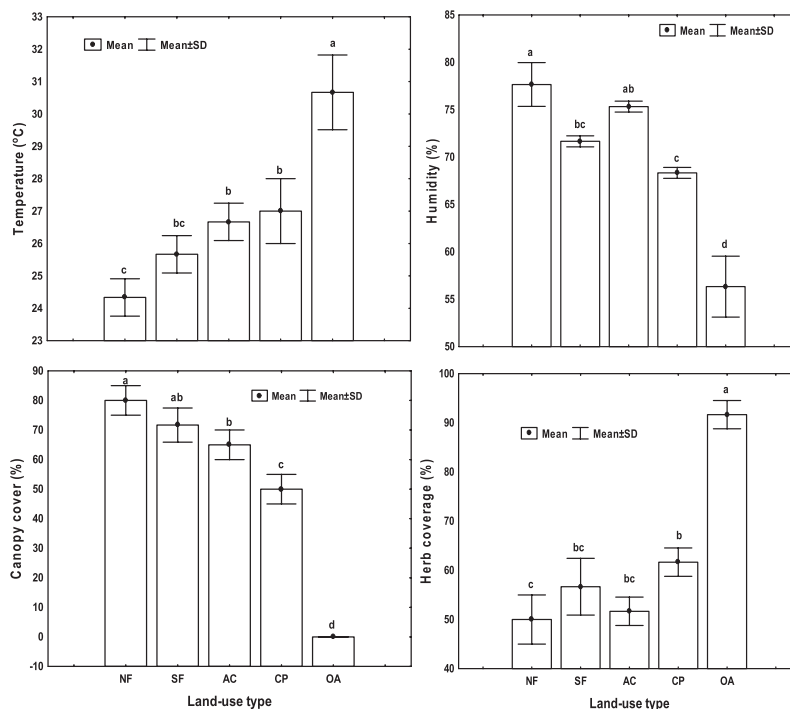 Temperature (°C)
33
32
31
30
29
28
27
26
25
24
23
Mean Mean±SD
c
bc
b
b
a
Humidity (%)
80
75
70
65
60
55
50
Mean Mean±SD
a
bc
ab
c
d
Canopy cover (%)
90
80
70
60
50
40
30
20
10
0
-10
Mean Mean±SD
a
ab
b
c
d
NF SF AC CP OA
Land-use type
Herb coverage (%)
100
90
80
70
60
50
40
Mean Mean±SD
c
bc
bc
b
a
NF SF AC CP OA
Land-use type